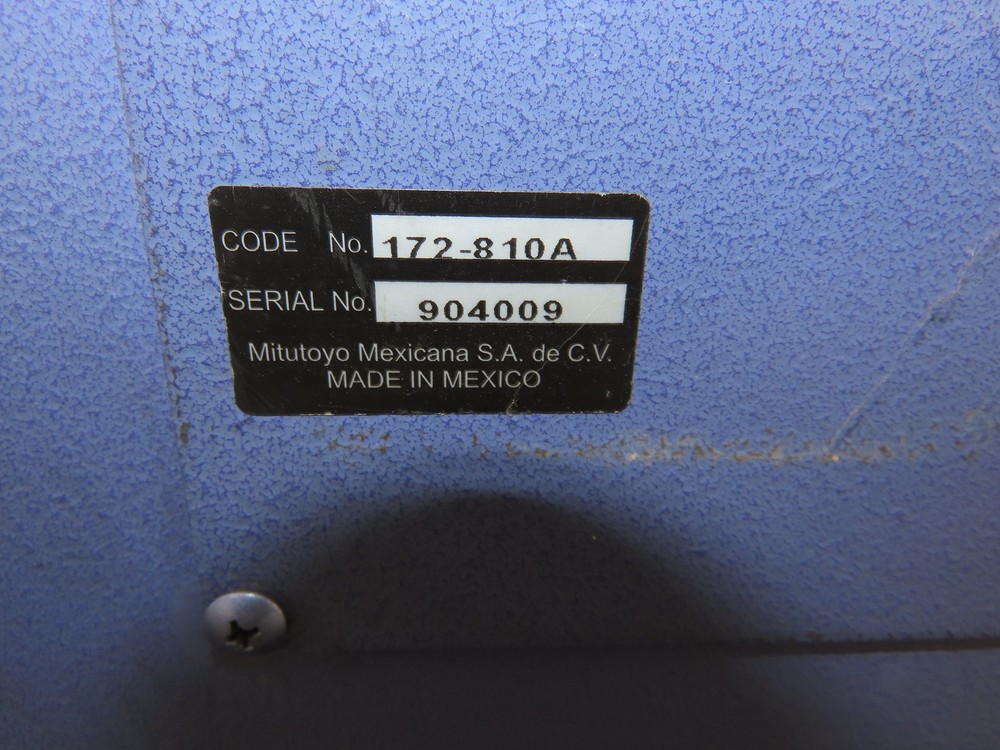 CODE No. 172-810A
SERIAL No. 904009
Mitutoyo Mexicana S.A. de C.V.
MADE IN MEXICO